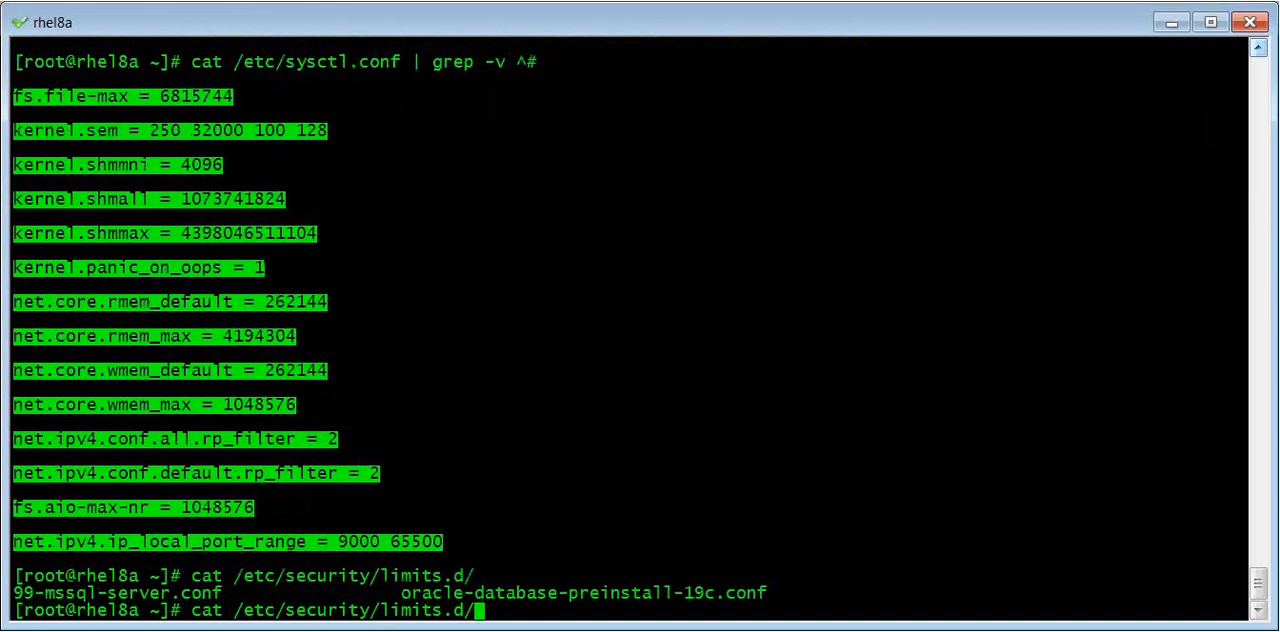 rhel8a
[root@rhel8a ~]# cat /etc/sysctl.conf | grep -v ^#
fs.file-max = 6815744
kernel.sem = 250 32000 100 128
kernel.shmmni = 4096
kernel.shmall = 1073741824
kernel.shmmax = 4398046511104
kernel.panic_on_oops = 1
net.core.rmem_default = 262144
net.core.rmem_max = 4194304
net.core.wmem_default = 262144
net.core.wmem_max = 1048576
net.ipv4.conf.all.rp_filter = 2
net.ipv4.conf.default.rp_filter = 2
fs.aio-max-nr = 1048576
net.ipv4.ip_local_port_range = 9000 65500
[root@rhel8a ~]# cat /etc/security/limits.d/
99-mssql-server.conf oracle-database-preinstall-19c.conf
[root@rhel8a ~]# cat /etc/security/limits.d/